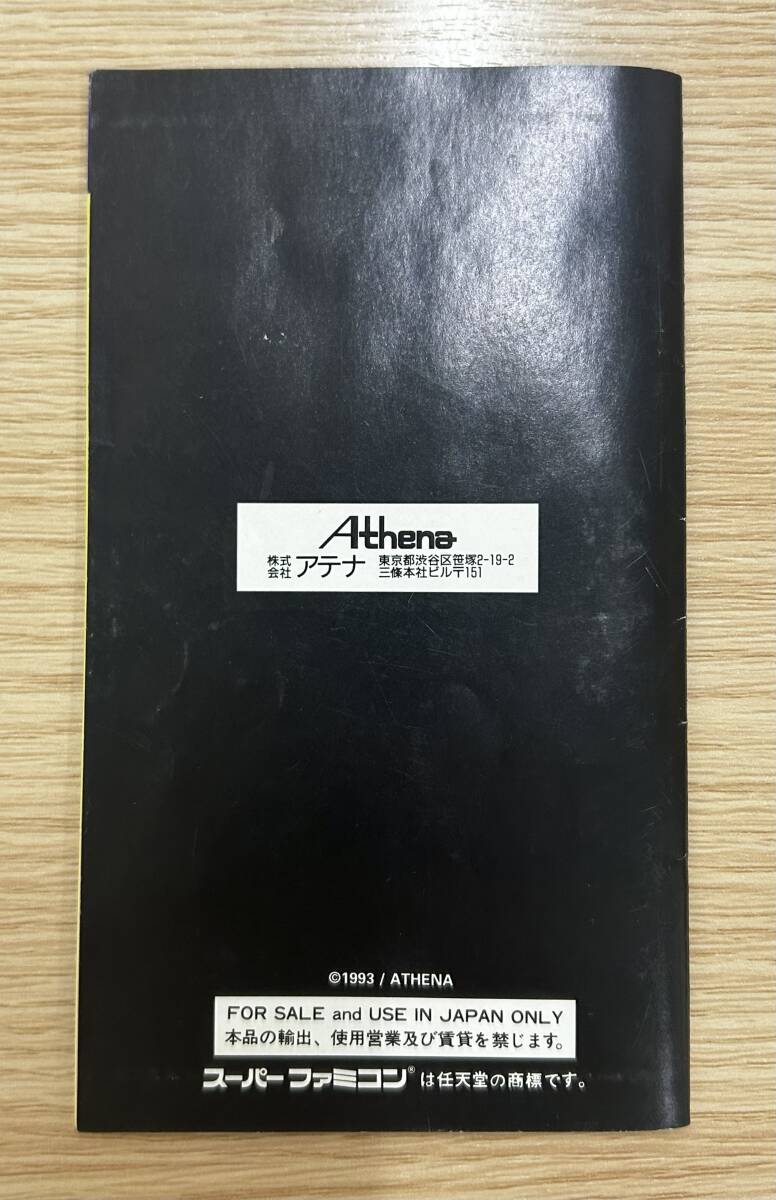 Athena
株式会社 アテナ 東京都渋谷区笹塚2-19-2
三條本社ビル〒151
©1993 / ATHENA
FOR SALE and USE IN JAPAN ONLY
本品の輸出、使用営業及び賃貸を禁じます。
スーパーファミコン®は任天堂の商標です。